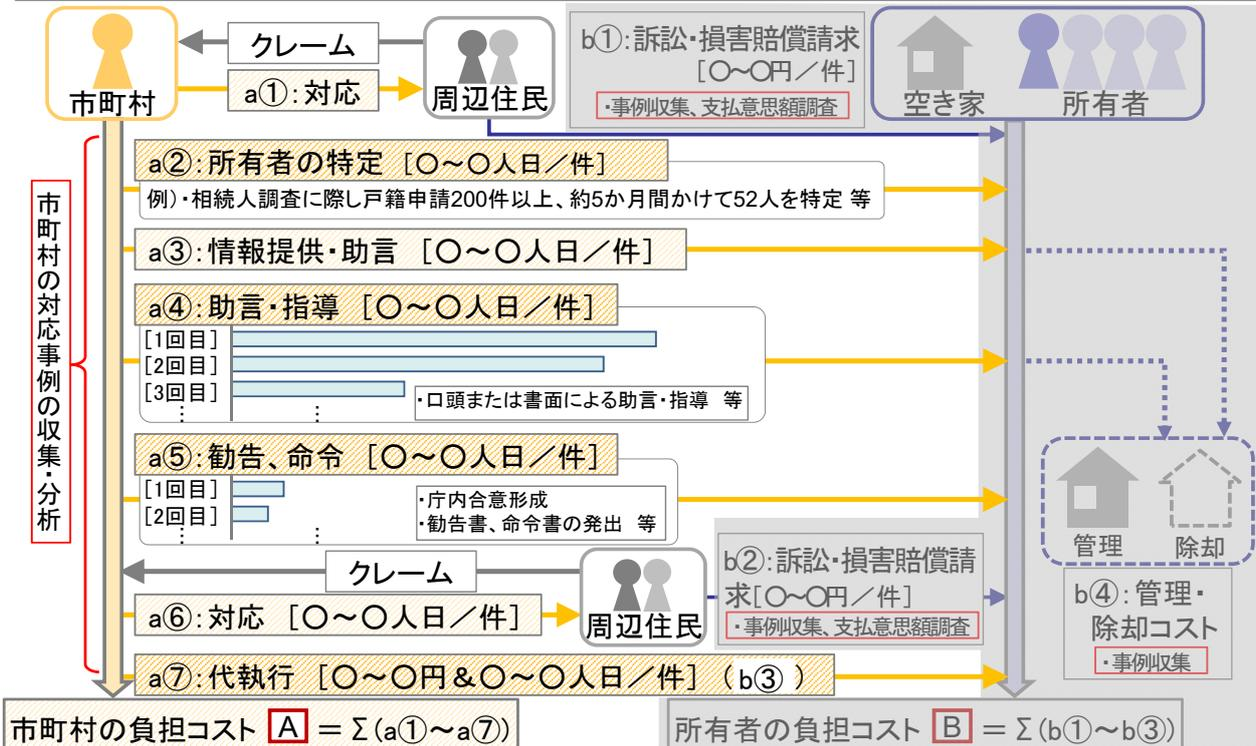 クレーム
a①：対応
市町村
周辺住民
b①：訴訟・損害賠償請求
［〇～〇円／件］
・事例収集、支払意思額調査
空き家
所有者
a②：所有者の特定 ［〇～〇人日／件］
例）・相続人調査に際し戸籍申請200件以上、約5か月間かけて52人を特定 等
a③：情報提供・助言 ［〇～〇人日／件］
a④：助言・指導 ［〇～〇人日／件］
[1回目]
[2回目]
[3回目]
・口頭または書面による助言・指導 等
a⑤：勧告、命令 ［〇～〇人日／件］
[1回目]
[2回目]
・庁内合意形成
・勧告書、命令書の発出 等
市町村の対応事例の収集・分析
クレーム
a⑥：対応 ［〇～〇人日／件］
周辺住民
b②：訴訟・損害賠償請
求［〇～〇円／件］
・事例収集、支払意思額調査
管理
除却
b④：管理・
除却コスト
・事例収集
a⑦：代執行 ［〇～〇円＆〇～〇人日／件］（b③）
市町村の負担コスト A ＝Σ（a①～a⑦）
所有者の負担コスト B ＝Σ（b①～b③）